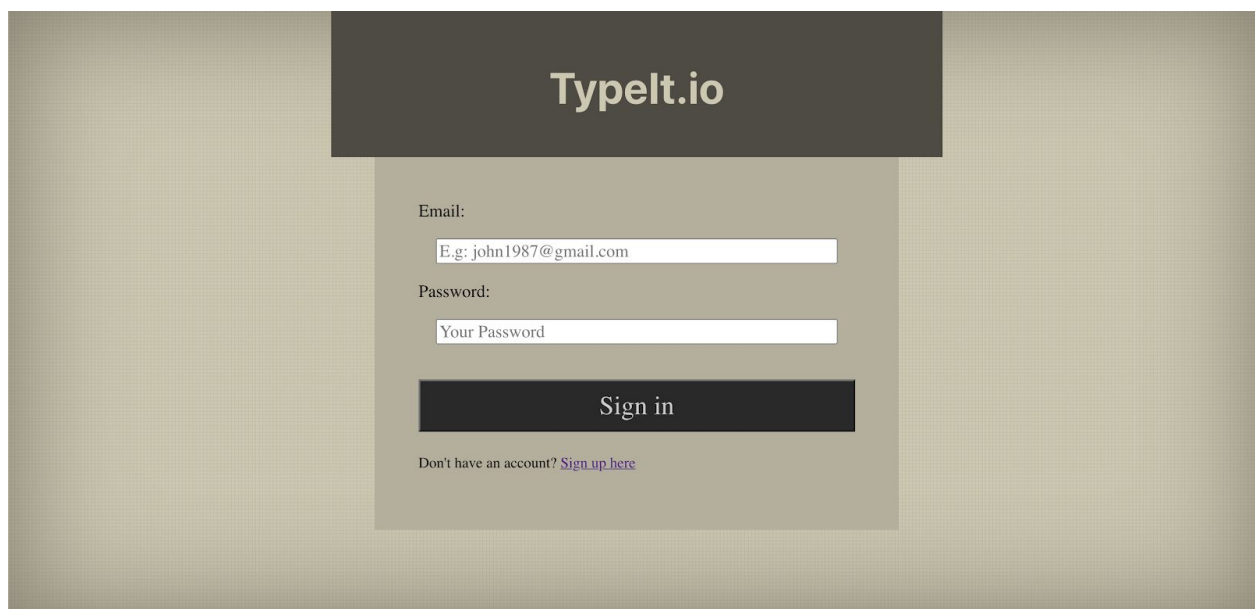 TypeIt.io
Email:
E.g: john1987@gmail.com
Password:
Your Password
Sign in
Don't have an account? Sign up here